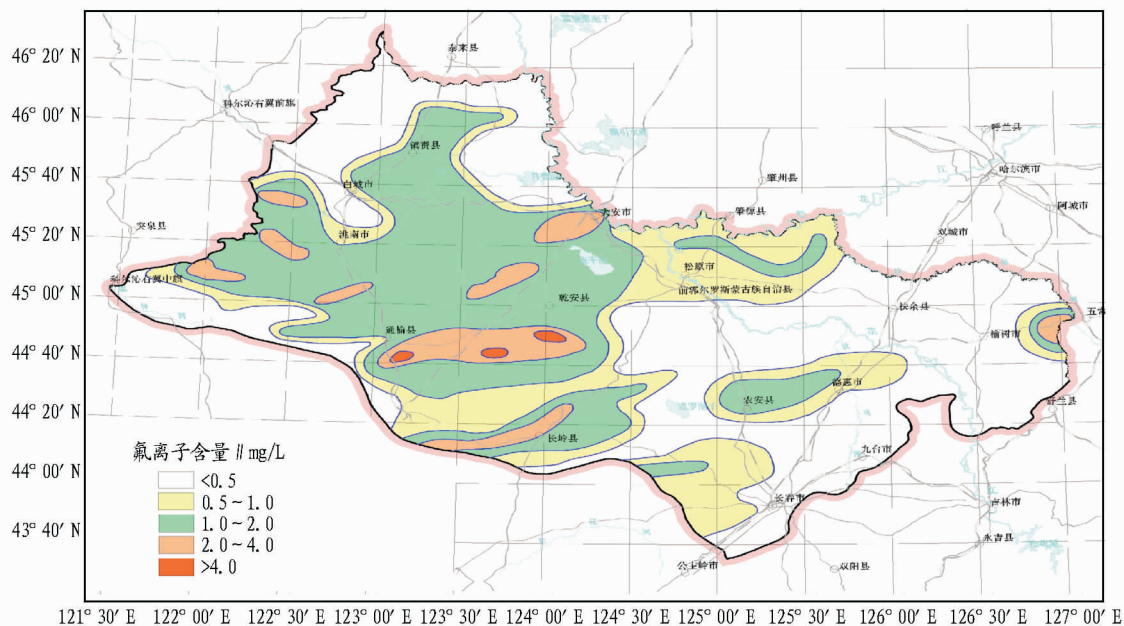 46° 20′ N
46° 00′ N
45° 40′ N
45° 20′ N
45° 00′ N
44° 40′ N
44° 20′ N
44° 00′ N
43° 40′ N
泰来县
科尔沁右翼前旗
镇赉县
白城市
洮南市
突泉县
科尔沁右翼中旗
大安市
肇州县
肇源县
呼兰县
哈尔滨市
阿城市
双城市
松原市
前郭尔罗斯蒙古族自治县
乾安县
通榆县
扶余县
榆树市
五常
德惠市
农安县
舒兰县
长岭县
九台市
长春市
吉林市
永吉县
公主岭市
双阳县
江
花
氟离子含量∥mg/L
<0.5
0.5~1.0
1.0~2.0
2.0~4.0
>4.0
121° 30′ E 122° 00′ E 122° 30′ E 123° 00′ E 123° 30′ E 124° 00′ E 124° 30′ E 125° 00′ E 125° 30′ E 126° 00′ E 126° 30′ E 127° 00′ E